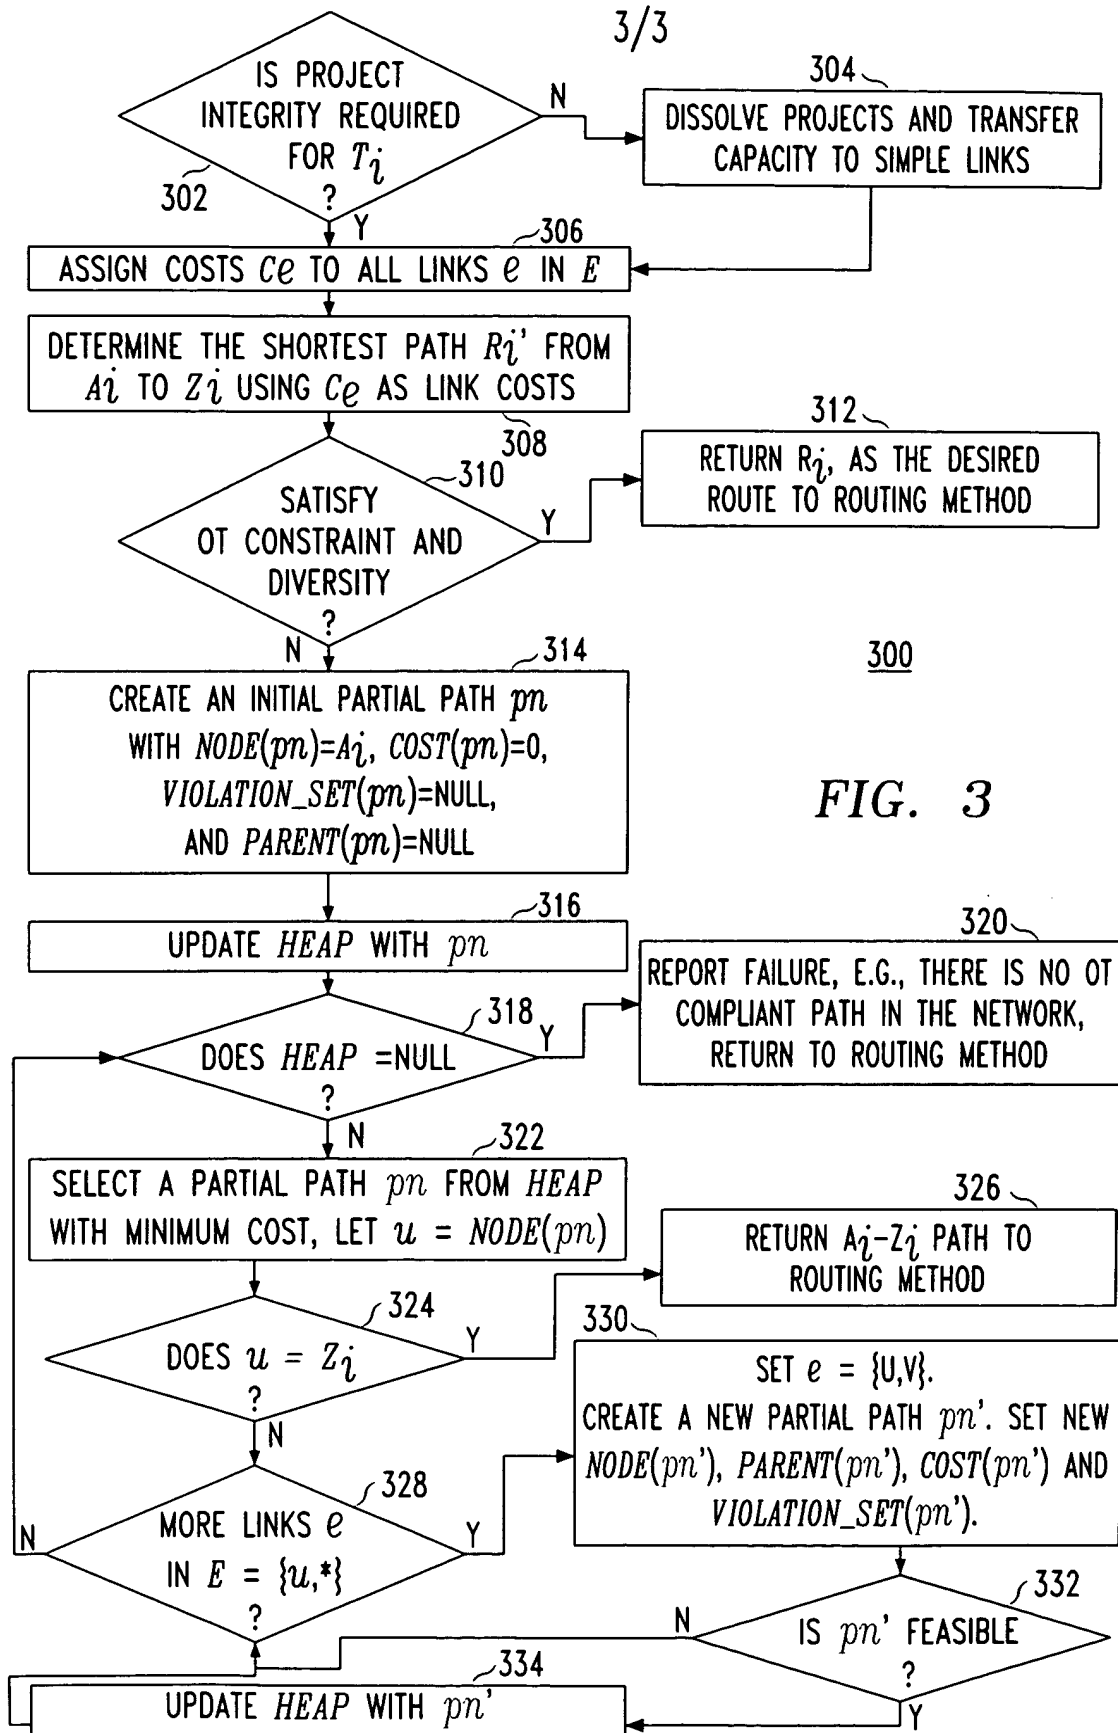 3/3
IS PROJECT
INTEGRITY REQUIRED
FOR Ti
?
302
N
Y
304
DISSOLVE PROJECTS AND TRANSFER
CAPACITY TO SIMPLE LINKS
306
ASSIGN COSTS Ce TO ALL LINKS e IN E
DETERMINE THE SHORTEST PATH Ri' FROM
Ai TO Zi USING Ce AS LINK COSTS
308
310
SATISFY
OT CONSTRAINT AND
DIVERSITY
?
Y
N
312
RETURN Ri, AS THE DESIRED
ROUTE TO ROUTING METHOD
314
CREATE AN INITIAL PARTIAL PATH pn
WITH NODE(pn)=Ai, COST(pn)=0,
VIOLATION_SET(pn)=NULL,
AND PARENT(pn)=NULL
300
FIG. 3
316
UPDATE HEAP WITH pn
318
DOES HEAP =NULL
?
Y
N
320
REPORT FAILURE, E.G., THERE IS NO OT
COMPLIANT PATH IN THE NETWORK,
RETURN TO ROUTING METHOD
322
SELECT A PARTIAL PATH pn FROM HEAP
WITH MINIMUM COST, LET u = NODE(pn)
324
DOES u = Zi
?
Y
N
326
RETURN Ai-Zi PATH TO
ROUTING METHOD
328
MORE LINKS e
IN E = {u,*}
?
N
Y
330
SET e = {U,V}.
CREATE A NEW PARTIAL PATH pn'. SET NEW
NODE(pn'), PARENT(pn'), COST(pn') AND
VIOLATION_SET(pn').
332
IS pn' FEASIBLE
?
N
Y
334
UPDATE HEAP WITH pn'